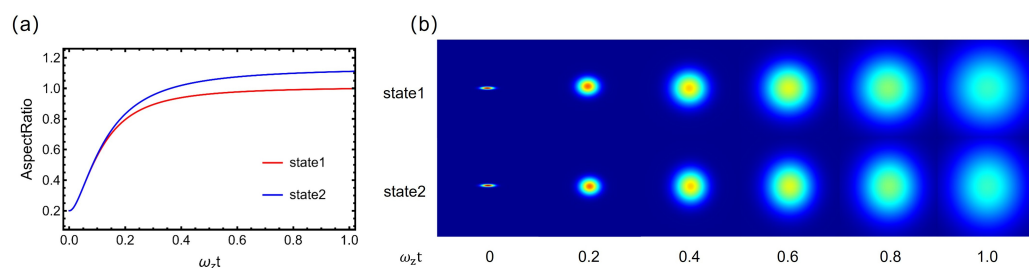 (a)
(b)
AspectRatio
1.2
1.0
0.8
0.6
0.4
0.2
0.0 0.2 0.4 0.6 0.8 1.0
ω_z t
state1
state2
state1
state2
ω_z t 0 0.2 0.4 0.6 0.8 1.0